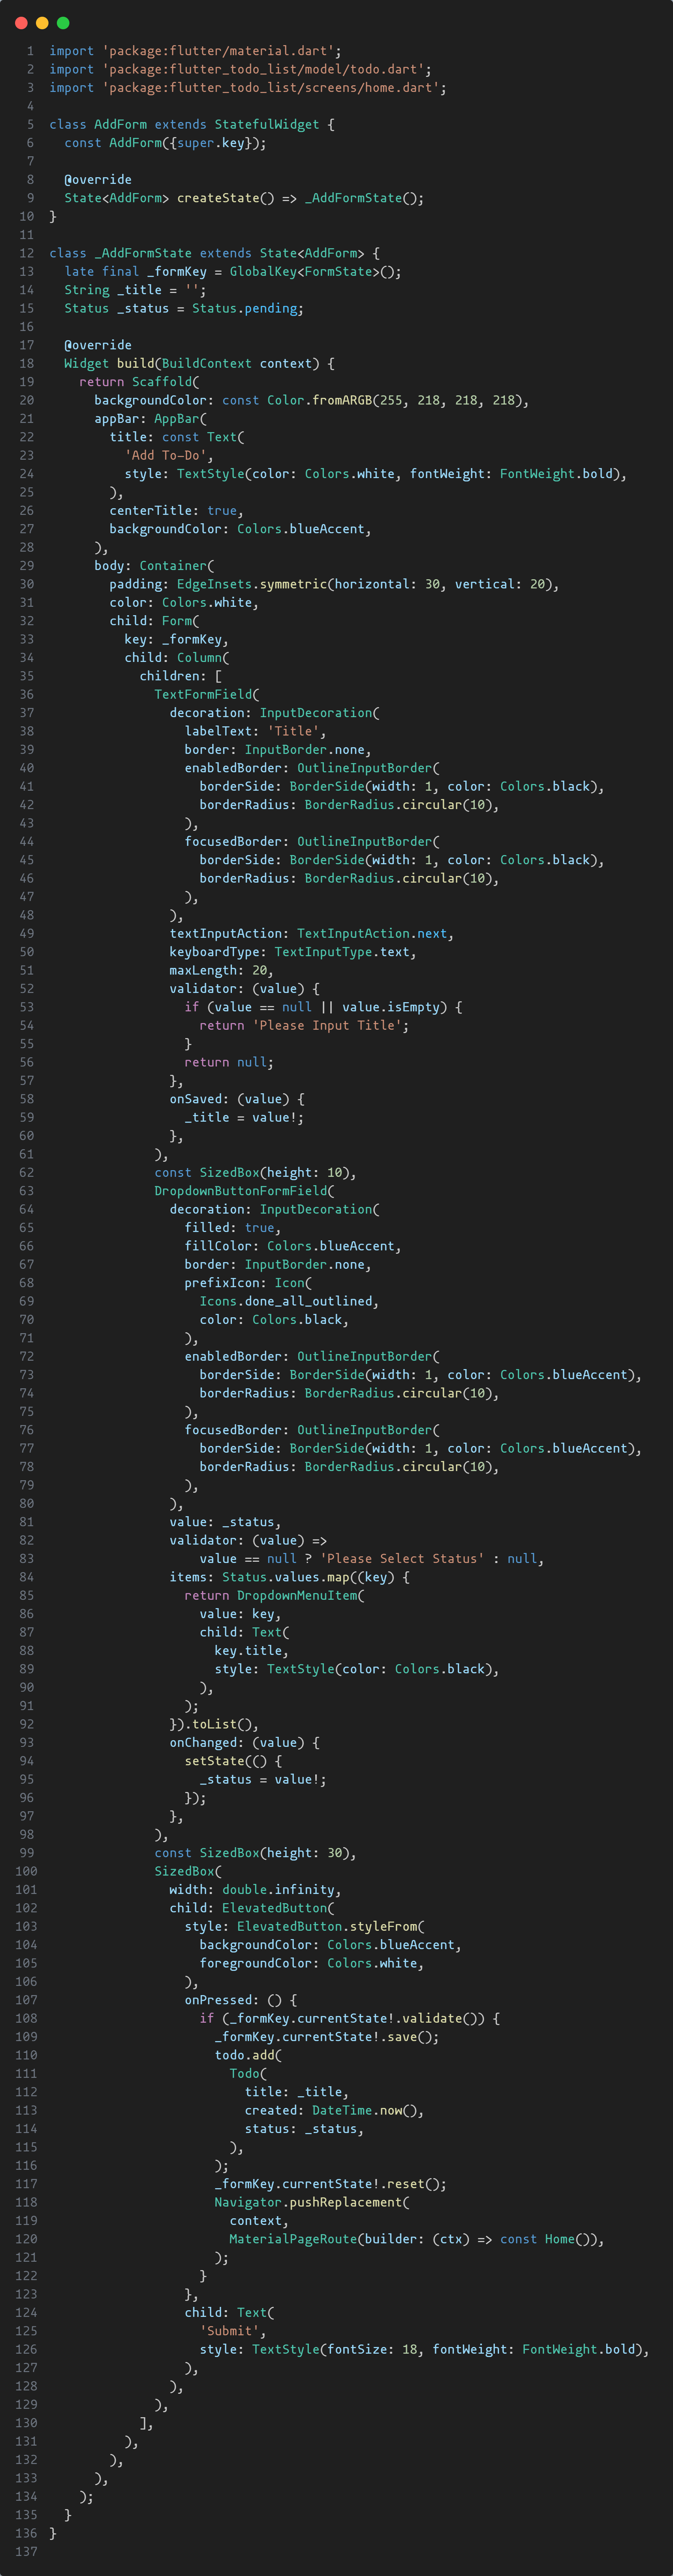 1 import 'package:flutter/material.dart';
2 import 'package:flutter_todo_list/model/todo.dart';
3 import 'package:flutter_todo_list/screens/home.dart';
4
5 class AddForm extends StatefulWidget {
6   const AddForm({super.key});
7
8   @override
9   State<AddForm> createState() => _AddFormState();
10 }
11
12 class _AddFormState extends State<AddForm> {
13   late final _formKey = GlobalKey<FormState>();
14   String _title = '';
15   Status _status = Status.pending;
16
17   @override
18   Widget build(BuildContext context) {
19     return Scaffold(
20       backgroundColor: const Color.fromARGB(255, 218, 218, 218),
21       appBar: AppBar(
22         title: const Text(
23           'Add To-Do',
24           style: TextStyle(color: Colors.white, fontWeight: FontWeight.bold),
25         ),
26         centerTitle: true,
27         backgroundColor: Colors.blueAccent,
28       ),
29       body: Container(
30         padding: EdgeInsets.symmetric(horizontal: 30, vertical: 20),
31         color: Colors.white,
32         child: Form(
33           key: _formKey,
34           child: Column(
35             children: [
36               TextFormField(
37                 decoration: InputDecoration(
38                   labelText: 'Title',
39                   border: InputBorder.none,
40                   enabledBorder: OutlineInputBorder(
41                     borderSide: BorderSide(width: 1, color: Colors.black),
42                     borderRadius: BorderRadius.circular(10),
43                   ),
44                   focusedBorder: OutlineInputBorder(
45                     borderSide: BorderSide(width: 1, color: Colors.black),
46                     borderRadius: BorderRadius.circular(10),
47                   ),
48                 ),
49                 textInputAction: TextInputAction.next,
50                 keyboardType: TextInputType.text,
51                 maxLength: 20,
52                 validator: (value) {
53                   if (value == null || value.isEmpty) {
54                     return 'Please Input Title';
55                   }
56                   return null;
57                 },
58                 onSaved: (value) {
59                   _title = value!;
60                 },
61               ),
62               const SizedBox(height: 10),
63               DropdownButtonFormField(
64                 decoration: InputDecoration(
65                   filled: true,
66                   fillColor: Colors.blueAccent,
67                   border: InputBorder.none,
68                   prefixIcon: Icon(
69                     Icons.done_all_outlined,
70                     color: Colors.black,
71                   ),
72                   enabledBorder: OutlineInputBorder(
73                     borderSide: BorderSide(width: 1, color: Colors.blueAccent),
74                     borderRadius: BorderRadius.circular(10),
75                   ),
76                   focusedBorder: OutlineInputBorder(
77                     borderSide: BorderSide(width: 1, color: Colors.blueAccent),
78                     borderRadius: BorderRadius.circular(10),
79                   ),
80                 ),
81                 value: _status,
82                 validator: (value) =>
83                     value == null ? 'Please Select Status' : null,
84                 items: Status.values.map((key) {
85                   return DropdownMenuItem(
86                     value: key,
87                     child: Text(
88                       key.title,
89                       style: TextStyle(color: Colors.black),
90                     ),
91                   );
92                 }).toList(),
93                 onChanged: (value) {
94                   setState(() {
95                     _status = value!;
96                   });
97                 },
98               ),
99               const SizedBox(height: 30),
100               SizedBox(
101                 width: double.infinity,
102                 child: ElevatedButton(
103                   style: ElevatedButton.styleFrom(
104                     backgroundColor: Colors.blueAccent,
105                     foregroundColor: Colors.white,
106                   ),
107                   onPressed: () {
108                     if (_formKey.currentState!.validate()) {
109                       _formKey.currentState!.save();
110                       todo.add(
111                         Todo(
112                           title: _title,
113                           created: DateTime.now(),
114                           status: _status,
115                         ),
116                       );
117                       _formKey.currentState!.reset();
118                       Navigator.pushReplacement(
119                         context,
120                         MaterialPageRoute(builder: (ctx) => const Home()),
121                       );
122                     }
123                   },
124                   child: Text(
125                     'Submit',
126                     style: TextStyle(fontSize: 18, fontWeight: FontWeight.bold),
127                   ),
128                 ),
129               ),
130             ],
131           ),
132         ),
133       ),
134     );
135   }
136 }
137